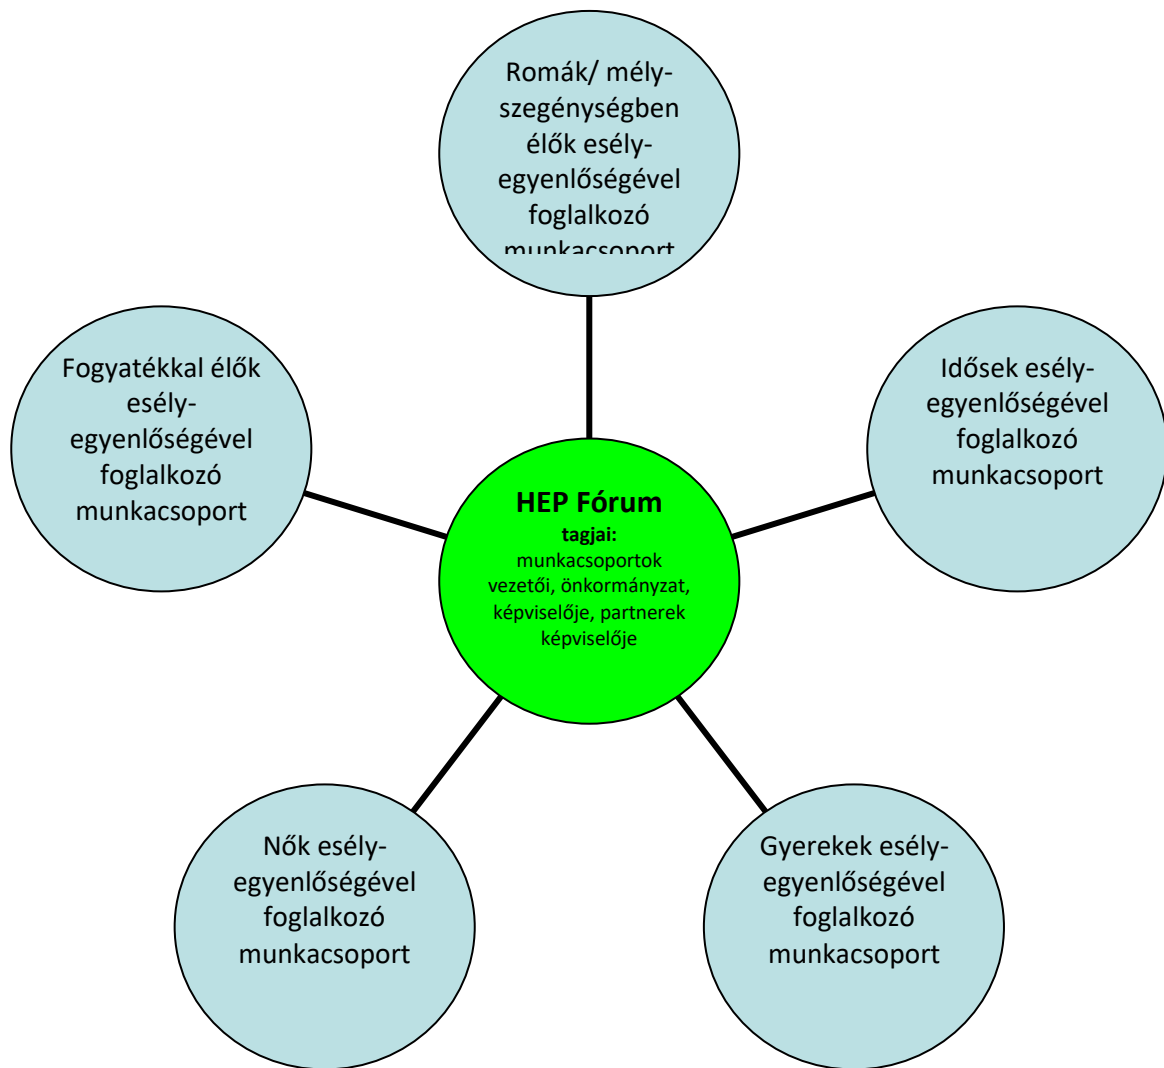 Romák/ mély-
szegénységben
élők esély-
egyenlőségével
foglalkozó
munkacsoport
Fogyatékkal élők
esély-
egyenlőségével
foglalkozó
munkacsoport
Idősek esély-
egyenlőségével
foglalkozó
munkacsoport
HEP Fórum
tagjai:
munkacsoportok
vezetői, önkormányzat,
képviselője, partnerek
képviselője
Nők esély-
egyenlőségével
foglalkozó
munkacsoport
Gyerekek esély-
egyenlőségével
foglalkozó
munkacsoport